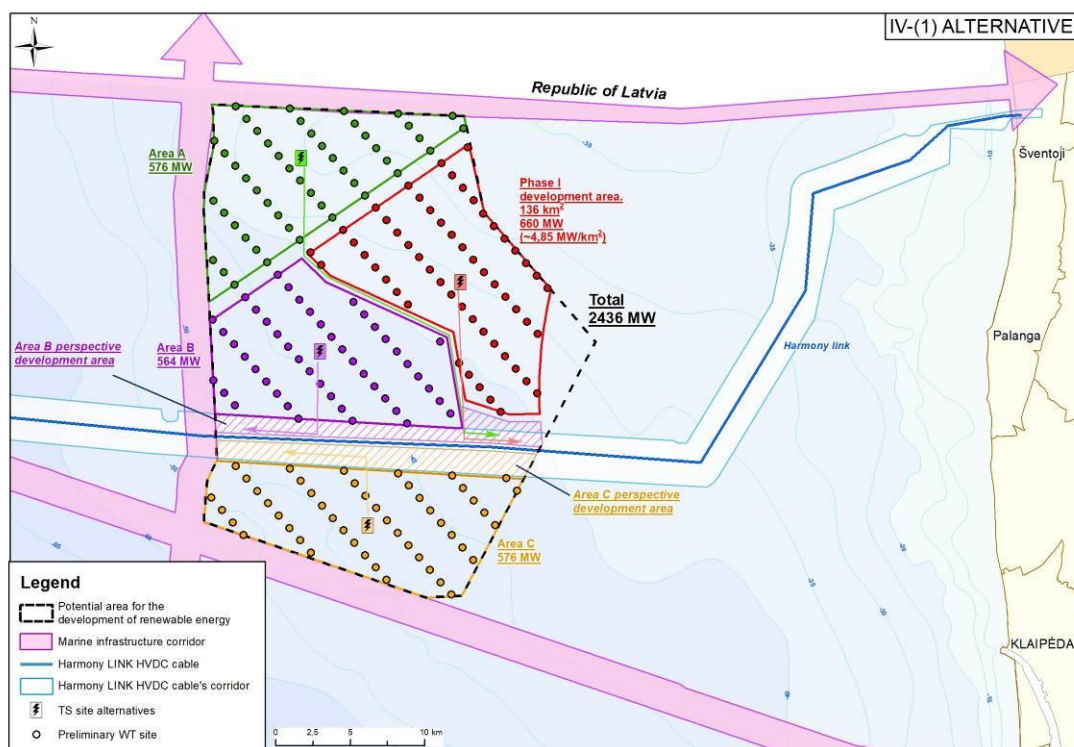 IV-(1) ALTERNATIVE
N
Republic of Latvia
Šventoji
Area A
576 MW
Phase I
development area.
136 km²
660 MW
(~4,85 MW/km²)
Total
2436 MW
Palanga
Harmony link
Area B perspective
development area
Area B
564 MW
Area C perspective
development area
Area C
576 MW
KLAIPĖDA
Legend
Potential area for the
development of renewable energy
Marine infrastructure corridor
Harmony LINK HVDC cable
Harmony LINK HVDC cable's corridor
TS site alternatives
Preliminary WT site
0 2,5 5 10 km